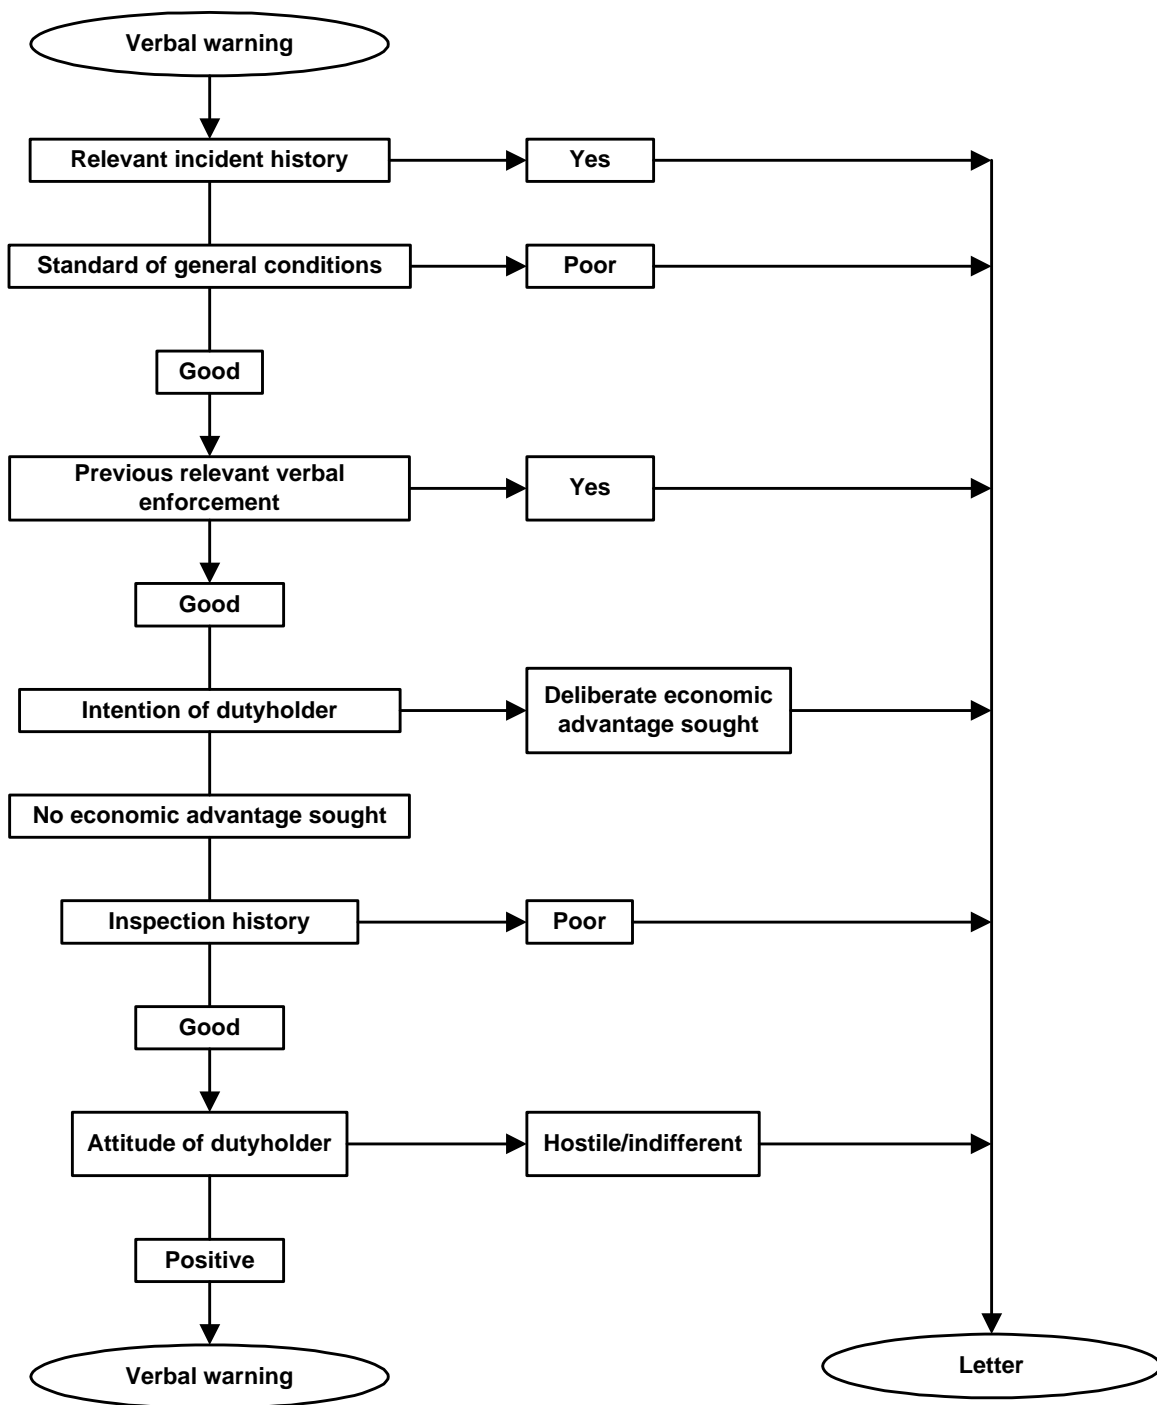 Verbal warning
Relevant incident history
Yes
Standard of general conditions
Poor
Good
Previous relevant verbal
enforcement
Yes
Good
Intention of dutyholder
Deliberate economic
advantage sought
No economic advantage sought
Inspection history
Poor
Good
Attitude of dutyholder
Hostile/indifferent
Positive
Verbal warning
Letter